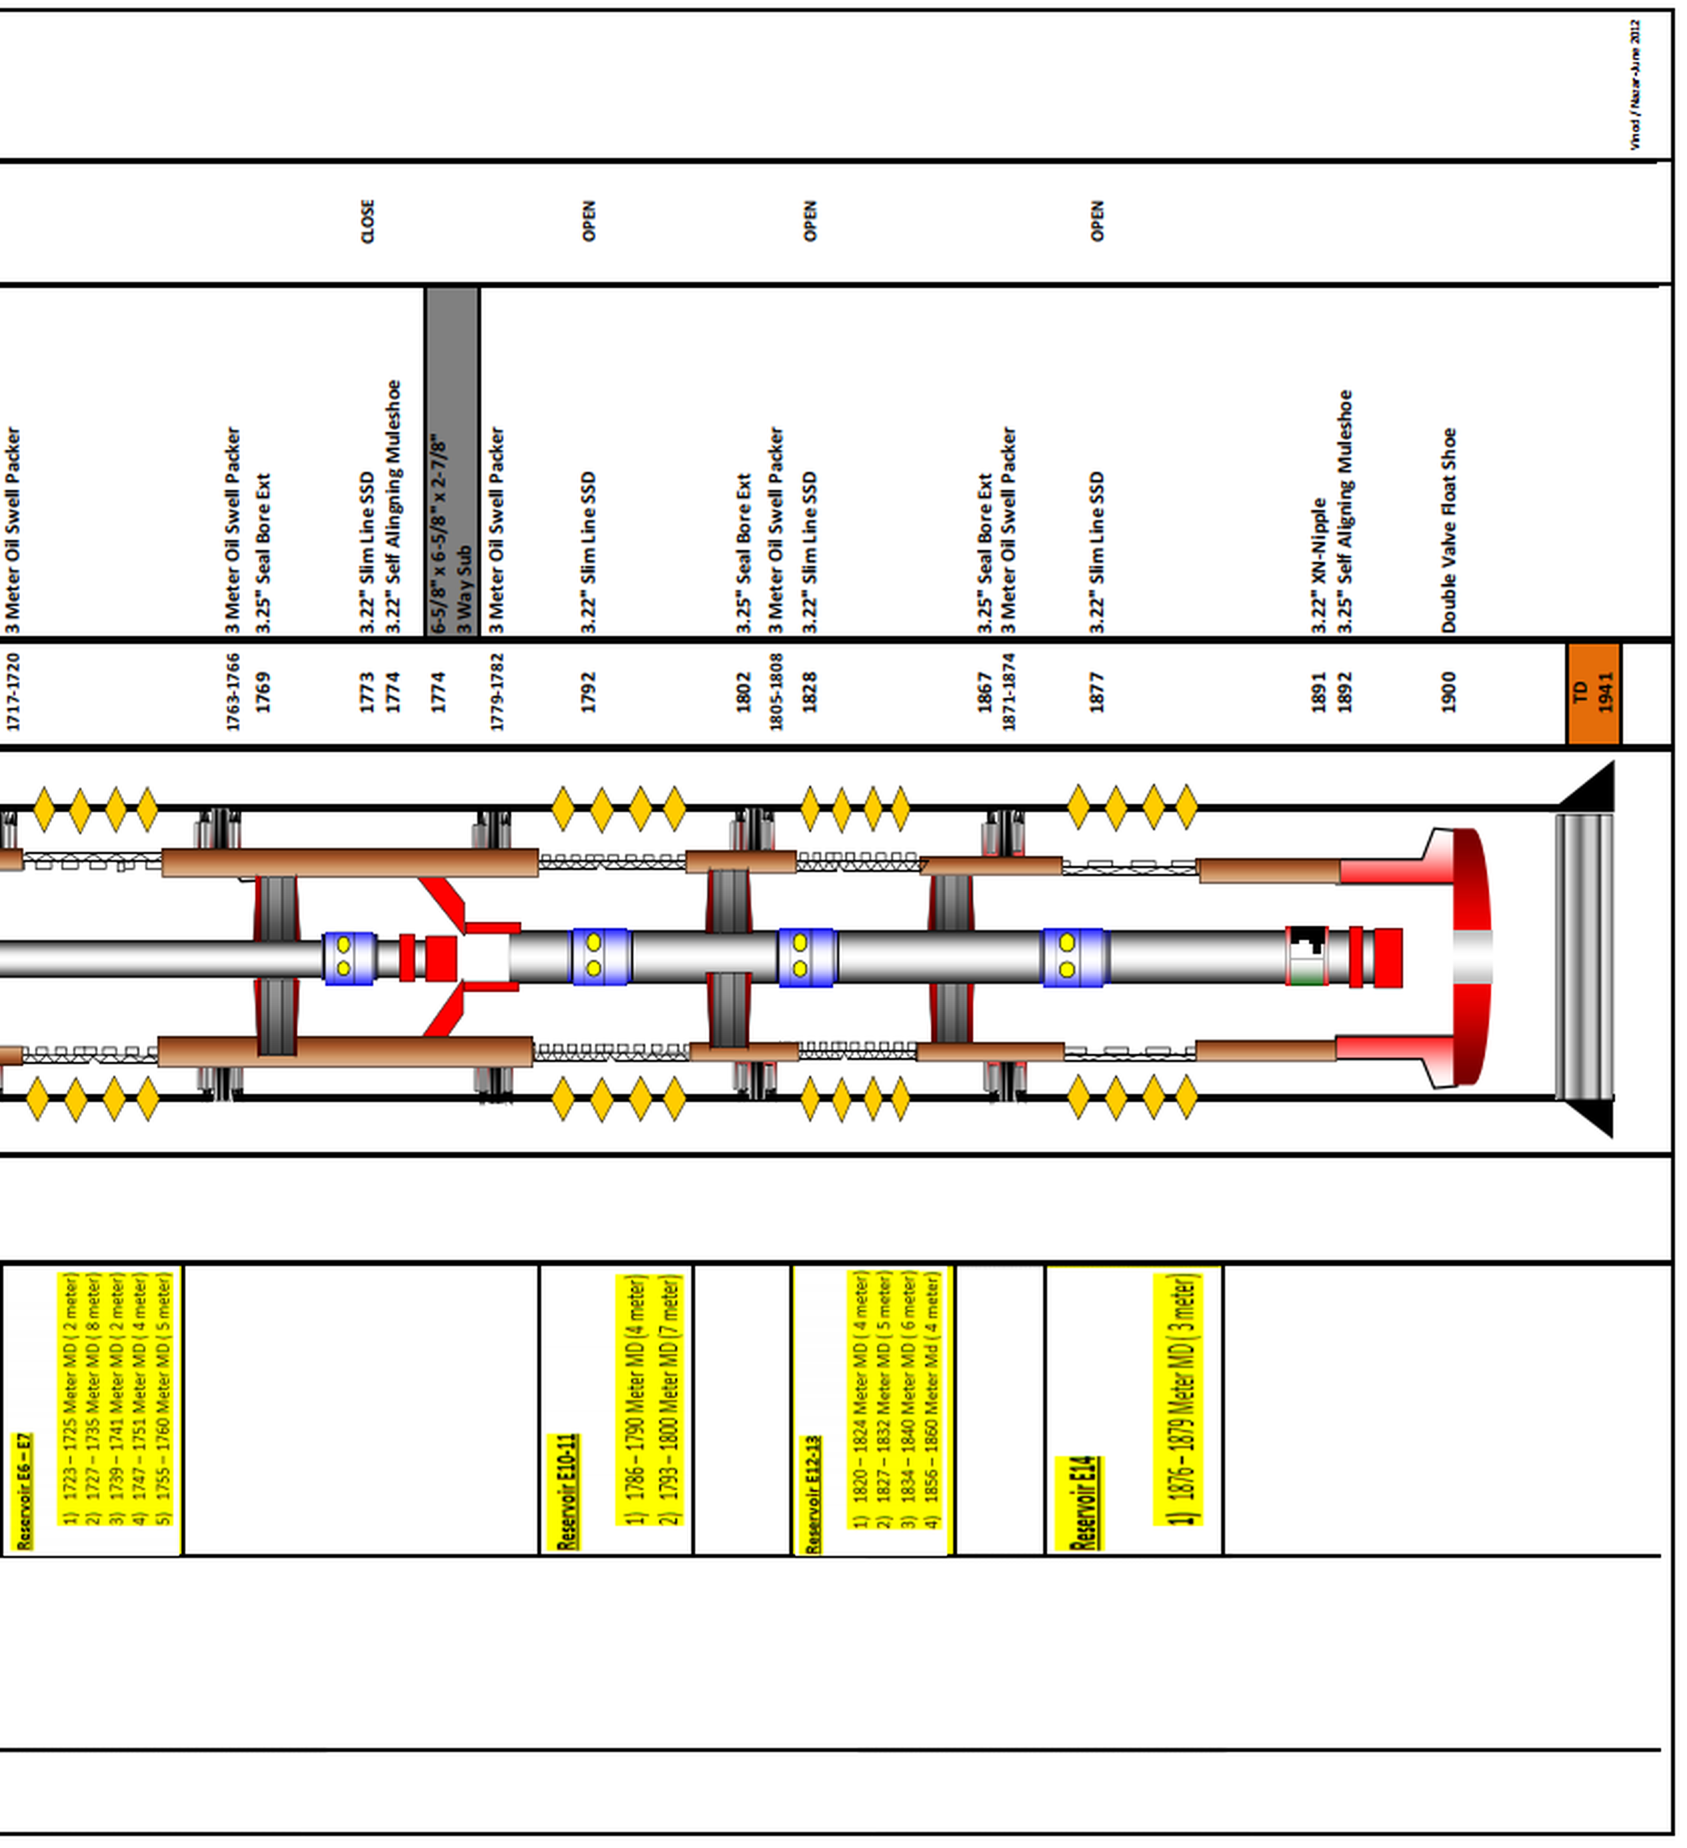 Vinod / Nazar-June 2012
CLOSE
OPEN
OPEN
OPEN
3 Meter Oil Swell Packer
3 Meter Oil Swell Packer
3.25" Seal Bore Ext
3.22" Slim Line SSD
3.22" Self Alingning Muleshoe
6-5/8" x 6-5/8" x 2-7/8"
3 Way Sub
3 Meter Oil Swell Packer
3.22" Slim Line SSD
3.25" Seal Bore Ext
3 Meter Oil Swell Packer
3.22" Slim Line SSD
3.25" Seal Bore Ext
3 Meter Oil Swell Packer
3.22" Slim Line SSD
3.22" XN-Nipple
3.25" Self Aligning Muleshoe
Double Valve Float Shoe
1717-1720
1763-1766
1769
1773
1774
1774
1779-1782
1792
1802
1805-1808
1828
1867
1871-1874
1877
1891
1892
1900
TD
1941
Reservoir E6 – E7
1) 1723 – 1725 Meter MD ( 2 meter)
2) 1727 – 1735 Meter MD ( 8 meter)
3) 1739 – 1741 Meter MD ( 2 meter)
4) 1747 – 1751 Meter MD ( 4 meter)
5) 1755 – 1760 Meter MD ( 5 meter)
Reservoir E10-11
1) 1786 – 1790 Meter MD (4 meter)
2) 1793 – 1800 Meter MD (7 meter)
Reservoir E12-13
1) 1820 – 1824 Meter MD ( 4 meter)
2) 1827 – 1832 Meter MD ( 5 meter)
3) 1834 – 1840 Meter MD ( 6 meter)
4) 1856 – 1860 Meter Md ( 4 meter)
Reservoir E14
1) 1876 – 1879 Meter MD ( 3 meter)